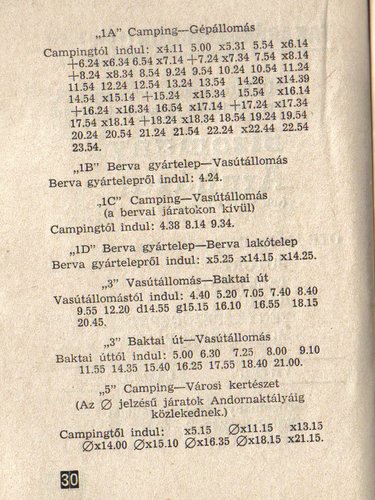 „1A” Camping—Gépállomás
Campingtól indul: x4.11 5.00 x5.31 5.54 x6.14
+6.24 x6.34 6.54 x7.14 +7.24 x7.34 7.54 x8.14
+8.24 x8.34 8.54 9.24 9.54 10.24 10.54 11.24
11.54 12.24 12.54 13.24 13.54 14.26 x14.39
14.54 x15.14 +15.24 x15.34 15.54 x16.14
+16.24 x16.34 16.54 x17.14 +17.24 x17.34
17.54 x18.14 +18.24 x18.34 18.54 19.24 19.54
20.24 20.54 21.24 21.54 22.24 x22.44 22.54
23.54.
„1B” Berva gyártelep—Vasútállomás
Berva gyártelepről indul: 4.24.
„1C” Camping—Vasútállomás
(a bervai járatokon kívül)
Campingtól indul: 4.38 8.14 9.34.
„1D” Berva gyártelep—Berva lakótelep
Berva gyártelepről indul: x5.25 x14.15 x14.25.
„3” Vasútállomás—Baktai út
Vasútállomástól indul: 4.40 5.20 7.05 7.40 8.40
9.55 12.20 d14.55 g15.15 16.10 16.55 18.15
20.45.
„3” Baktai út—Vasútállomás
Baktai úttól indul: 5.00 6.30 7.25 8.00 9.10
11.55 14.35 15.40 16.25 17.55 18.40 21.00.
„5” Camping—Városi kertészet
(Az ∅ jelzésű járatok Andornaktályáig
közlekednek.)
Campingtől indul: x5.15 ∅x11.15 x13.15
∅x14.00 ∅x15.10 ∅x16.35 ∅x18.15 x21.15.
30